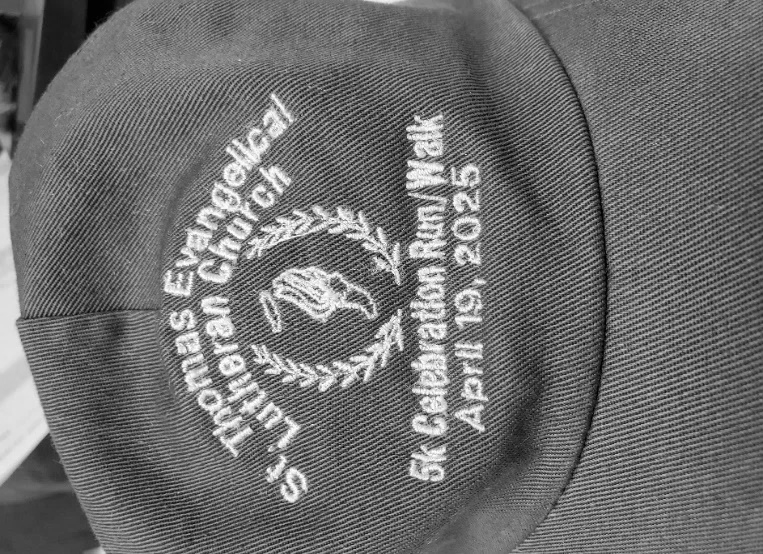 St. Thomas Evangelical
Lutheran Church
5k Celebration Run/Walk
April 19, 2025